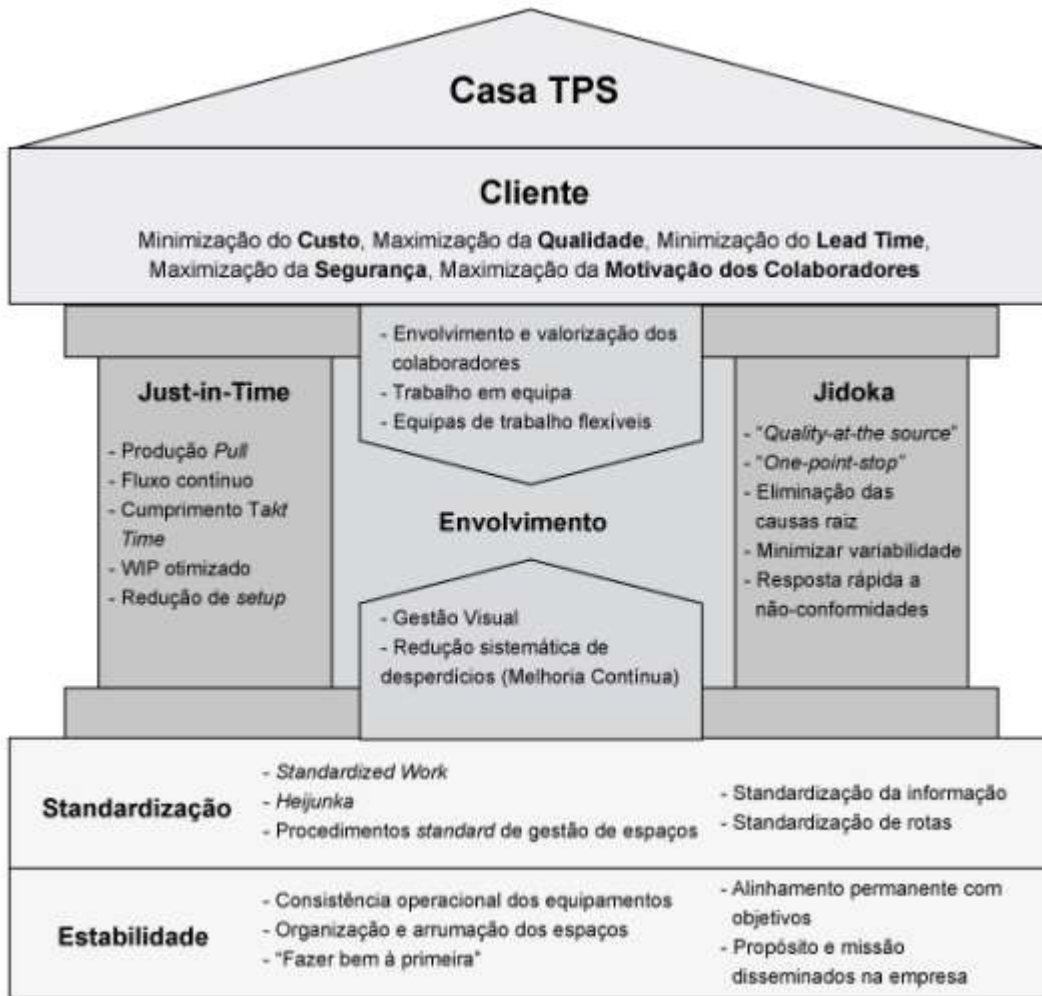 Casa TPS
Cliente
Minimização do Custo, Maximização da Qualidade, Minimização do Lead Time,
Maximização da Segurança, Maximização da Motivação dos Colaboradores
Just-in-Time
- Produção Pull
- Fluxo contínuo
- Cumprimento Takt
Time
- WIP otimizado
- Redução de setup
- Envolvimento e valorização dos
colaboradores
- Trabalho em equipa
- Equipas de trabalho flexíveis
Envolvimento
- Gestão Visual
- Redução sistemática de
desperdícios (Melhoria Contínua)
Jidoka
- "Quality-at-the source"
- "One-point-stop"
- Eliminação das
causas raiz
- Minimizar variabilidade
- Resposta rápida a
não-conformidades
Standardização
- Standardized Work
- Heijunka
- Procedimentos standard de gestão de espaços
- Standardização da informação
- Standardização de rotas
Estabilidade
- Consistência operacional dos equipamentos
- Organização e arrumação dos espaços
- "Fazer bem à primeira"
- Alinhamento permanente com
objetivos
- Propósito e missão
disseminados na empresa